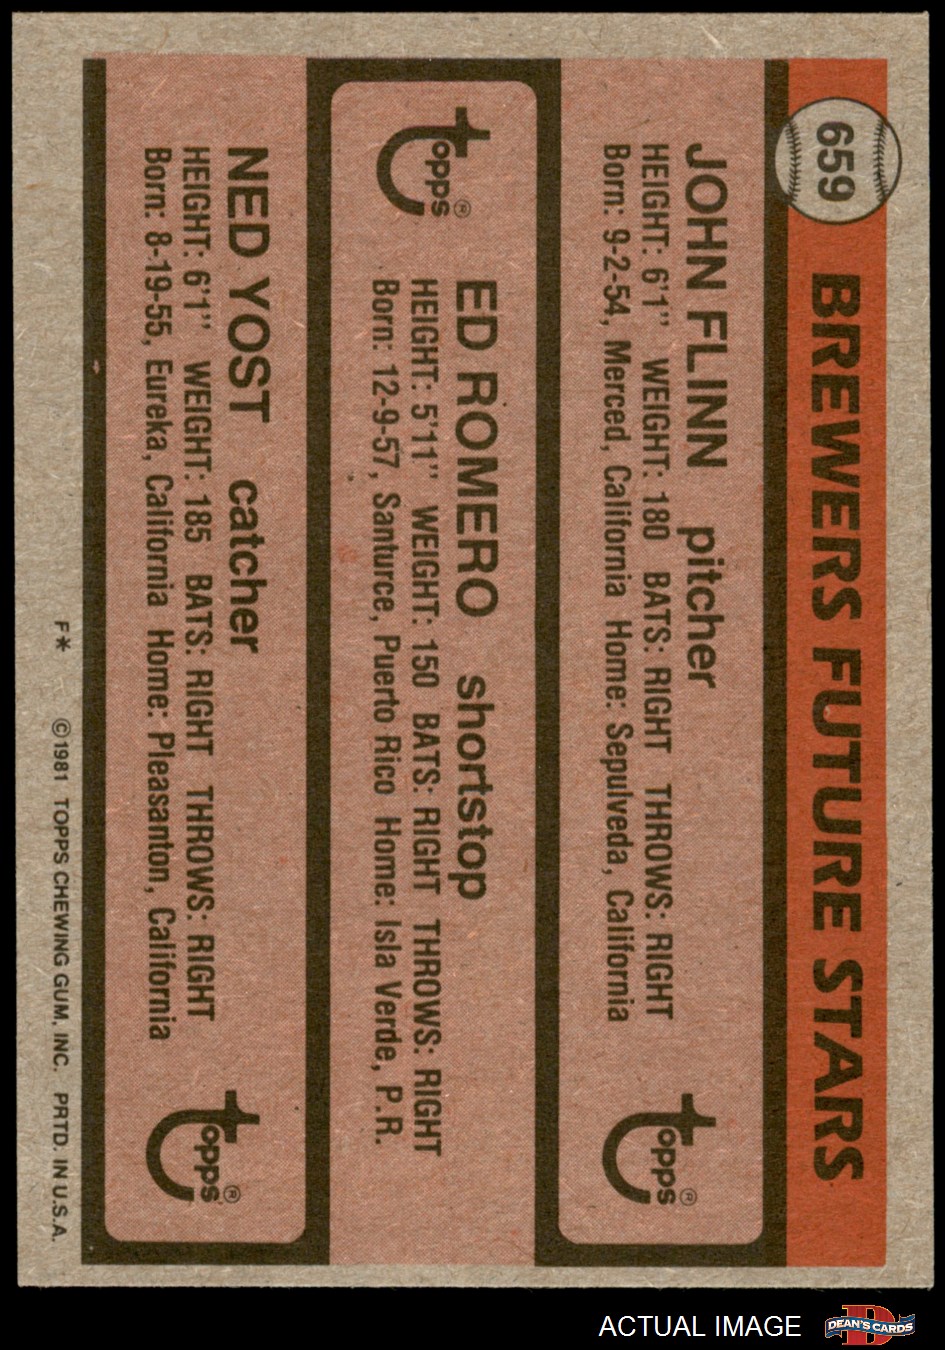 659
BREWERS FUTURE STARS
JOHN FLINN pitcher
HEIGHT: 6'1" WEIGHT: 180 BATS: RIGHT THROWS: RIGHT
Born: 9-2-54, Merced, California Home: Sepulveda, California
Topps®
Topps®
ED ROMERO shortstop
HEIGHT: 5'11" WEIGHT: 150 BATS: RIGHT THROWS: RIGHT
Born: 12-9-57, Santurce, Puerto Rico Home: Isla Verde, P.R.
NED YOST catcher
HEIGHT: 6'1" WEIGHT: 185 BATS: RIGHT THROWS: RIGHT
Born: 8-19-55, Eureka, California Home: Pleasanton, California
Topps®
F* ©1981 TOPPS CHEWING GUM, INC. PRTD. IN U.S.A.
ACTUAL IMAGE
D
DEAN'S CARDS